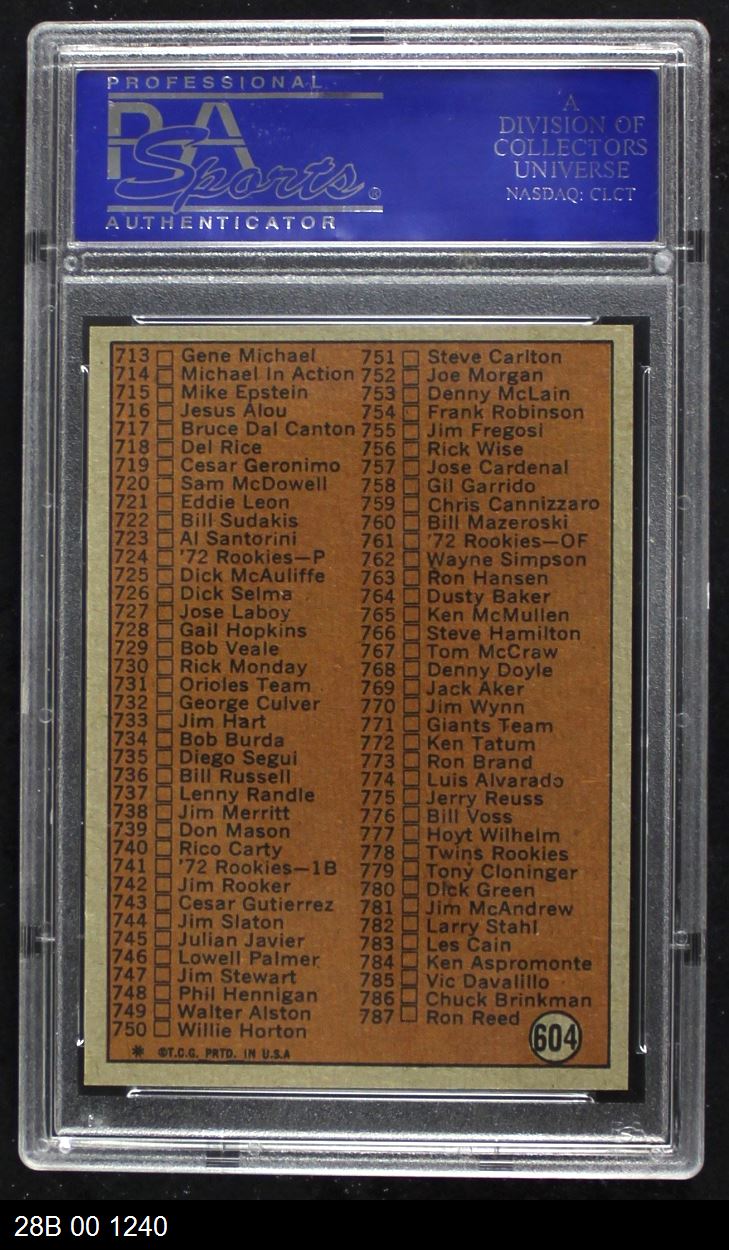 PROFESSIONAL
PSA
Sports®
AUTHENTICATOR
A
DIVISION OF
COLLECTORS
UNIVERSE
NASDAQ: CLCT
713 Gene Michael
714 Michael In Action
715 Mike Epstein
716 Jesus Alou
717 Bruce Dal Canton
718 Del Rice
719 Cesar Geronimo
720 Sam McDowell
721 Eddie Leon
722 Bill Sudakis
723 Al Santorini
724 '72 Rookies—P
725 Dick McAuliffe
726 Dick Selma
727 Jose Laboy
728 Gail Hopkins
729 Bob Veale
730 Rick Monday
731 Orioles Team
732 George Culver
733 Jim Hart
734 Bob Burda
735 Diego Segui
736 Bill Russell
737 Lenny Randle
738 Jim Merritt
739 Don Mason
740 Rico Carty
741 '72 Rookies—1B
742 Jim Rooker
743 Cesar Gutierrez
744 Jim Slaton
745 Julian Javier
746 Lowell Palmer
747 Jim Stewart
748 Phil Hennigan
749 Walter Alston
750 Willie Horton
751 Steve Carlton
752 Joe Morgan
753 Denny McLain
754 Frank Robinson
755 Jim Fregosi
756 Rick Wise
757 Jose Cardenal
758 Gil Garrido
759 Chris Cannizzaro
760 Bill Mazeroski
761 '72 Rookies—OF
762 Wayne Simpson
763 Ron Hansen
764 Dusty Baker
765 Ken McMullen
766 Steve Hamilton
767 Tom McCraw
768 Denny Doyle
769 Jack Aker
770 Jim Wynn
771 Giants Team
772 Ken Tatum
773 Ron Brand
774 Luis Alvarado
775 Jerry Reuss
776 Bill Voss
777 Hoyt Wilhelm
778 Twins Rookies
779 Tony Cloninger
780 Dick Green
781 Jim McAndrew
782 Larry Stahl
783 Les Cain
784 Ken Aspromonte
785 Vic Davalillo
786 Chuck Brinkman
787 Ron Reed
604
* ©T.C.G. PRTD. IN U.S.A
28B 00 1240